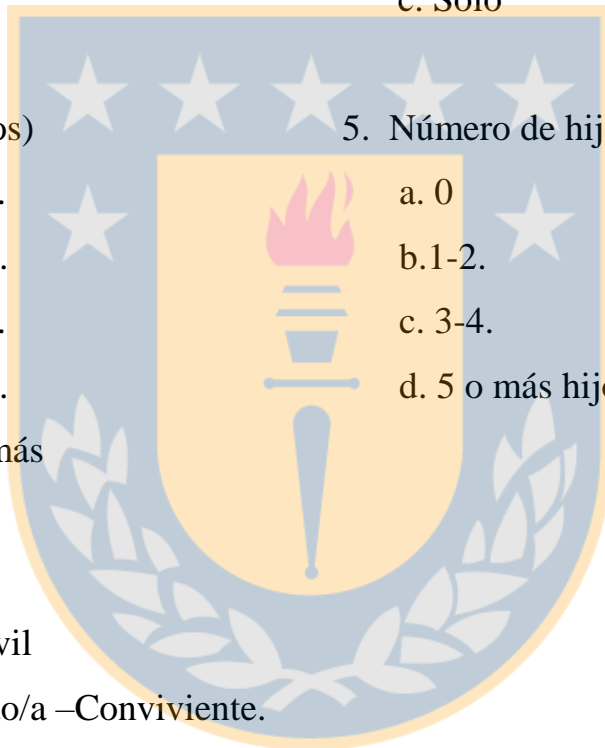 c. Solo
os)
5. Número de hij
a. 0
b.1-2.
c. 3-4.
d. 5 o más hij
más
vil
o/a –Conviviente.